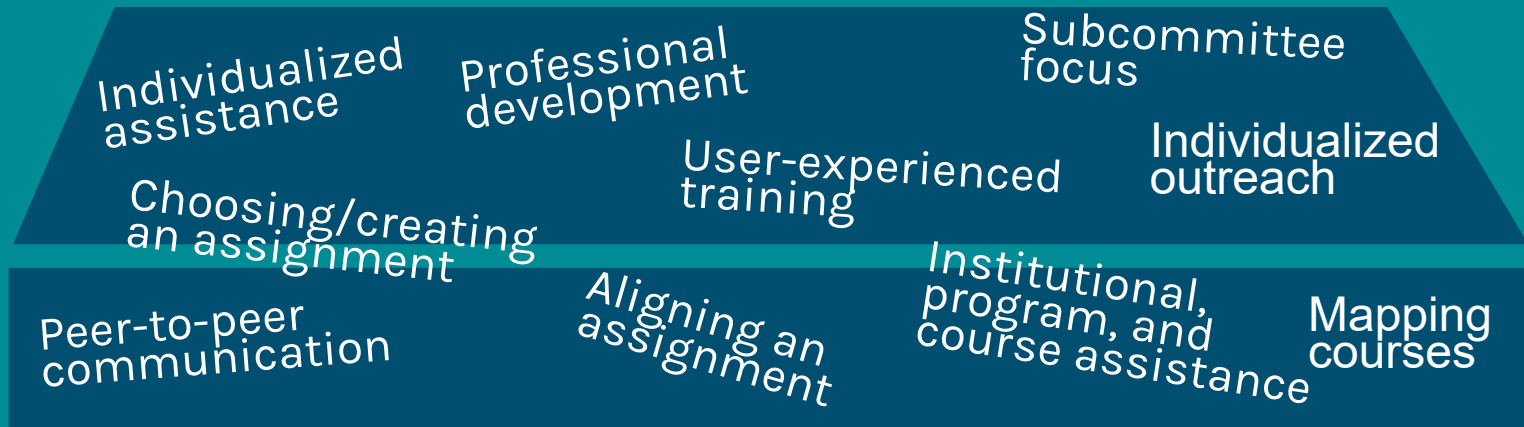 Individualized
assistance
Professional
development
Subcommittee
focus
User-experienced
training
Individualized
outreach
Choosing/creating
an assignment
Institutional,
program, and
course assistance
Aligning an
assignment
Peer-to-peer
communication
Mapping
courses